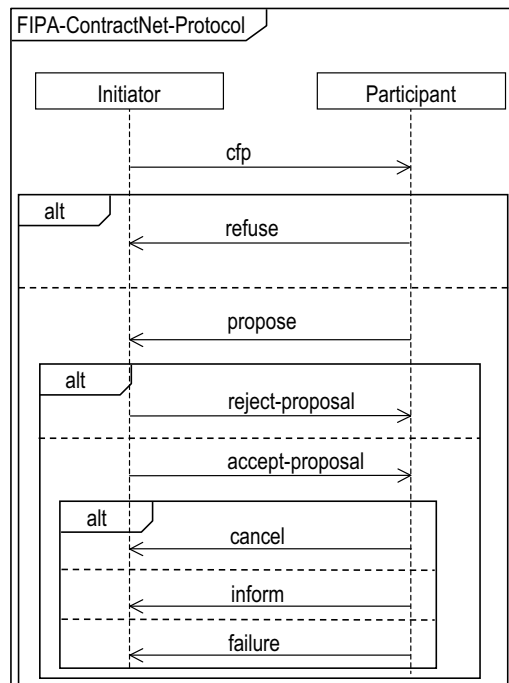 FIPA-ContractNet-Protocol
Initiator
Participant
cfp
alt
refuse
propose
alt
reject-proposal
accept-proposal
alt
cancel
inform
failure